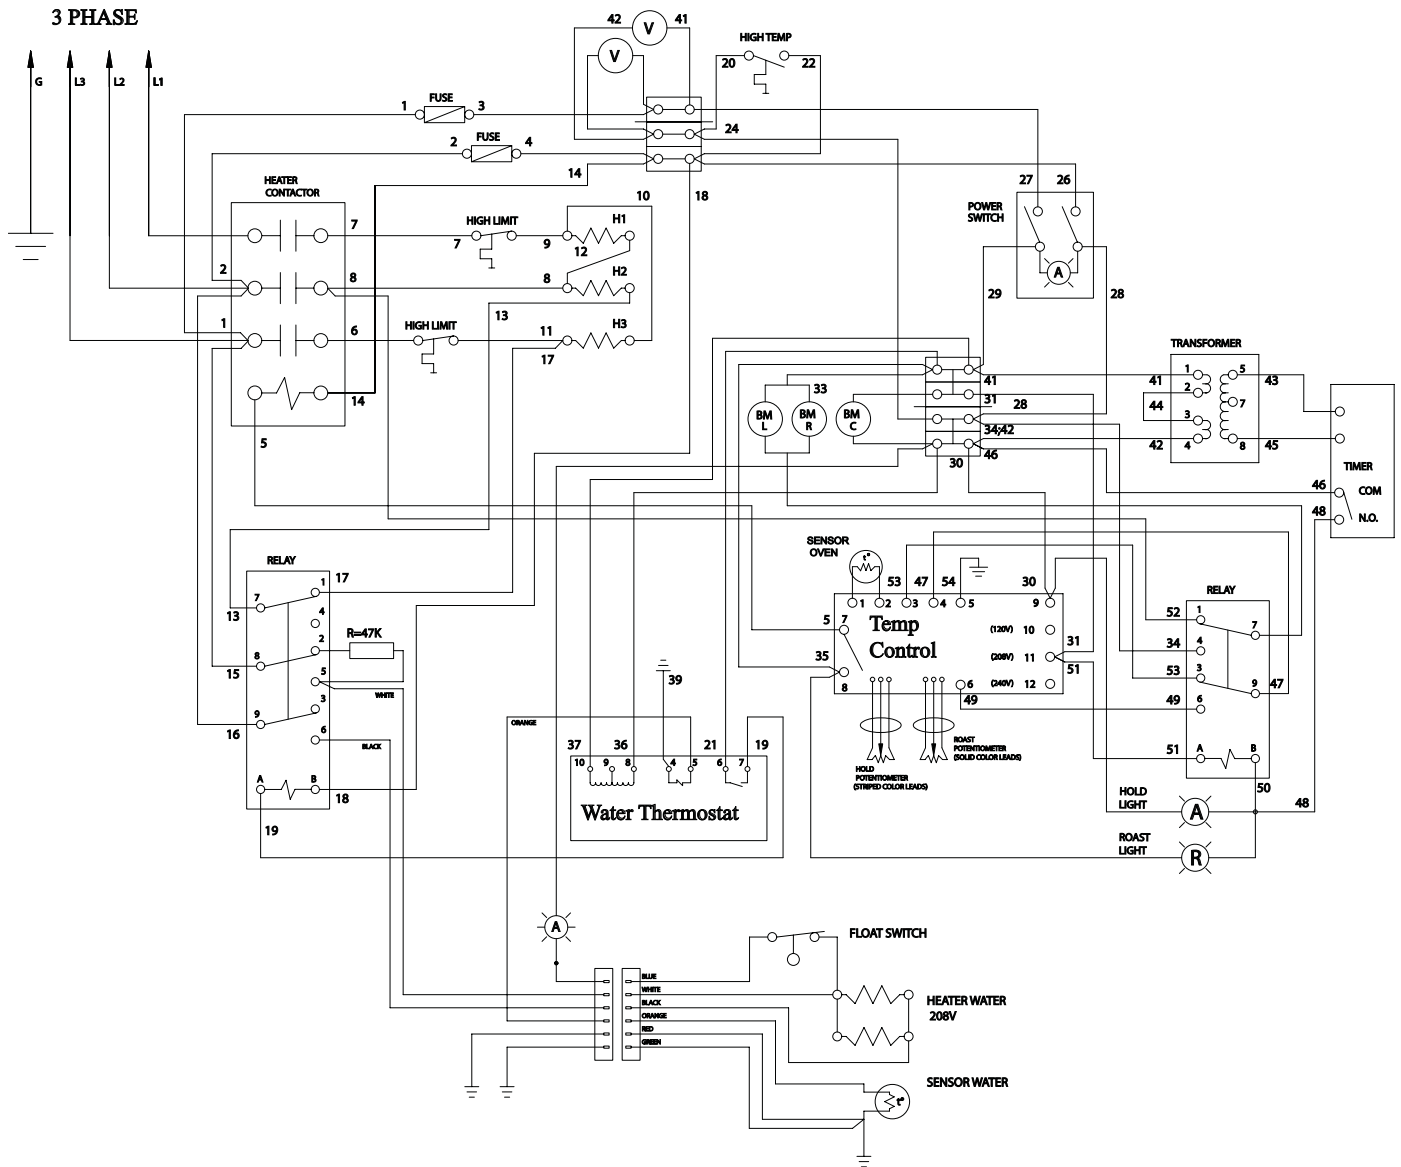 3 PHASE
G L3 L2 L1
42 41
V
V
HIGH TEMP
20 22
1 FUSE 3
2 FUSE 4
24
14
18
10
HEATER
CONTACTOR
27 26
POWER
SWITCH
A
29 28
7
HIGH LIMIT
7 9 12 H1
2
8 8 H2
13
1
6
HIGH LIMIT
11 17 H3
14
5
TRANSFORMER
41 1 5 43
2
44 7
3
42 4 8 45
33
BM
L
BM
R
BM
C
41
31 28
34;42
46
30
TIMER
46 COM
48 N.O.
RELAY
17
7 1
13 4
R=47K
8 2
15 5
WHITE
3
9
16 6
BLACK
A B
18
19
SENSOR
OVEN
t°
53 47 54 30
1 2 3 4 5 9
5 7
Temp
Control
(120V) 10
(208V) 11
(240V) 12
31
51
35
8
6
49
HOLD
POTENTIOMETER
(STRIPED COLOR LEADS)
ROAST
POTENTIOMETER
(SOLID COLOR LEADS)
RELAY
52 1 7
34 4
53 3 9 47
49 6
51 A B
50
48
HOLD
LIGHT
A
ROAST
LIGHT
R
39
ORANGE
37 36 21 19
10 9 8 4 5 6 7
Water Thermostat
A
FLOAT SWITCH
BLUE
WHITE
BLACK
ORANGE
RED
GREEN
HEATER WATER
208V
SENSOR WATER
t°